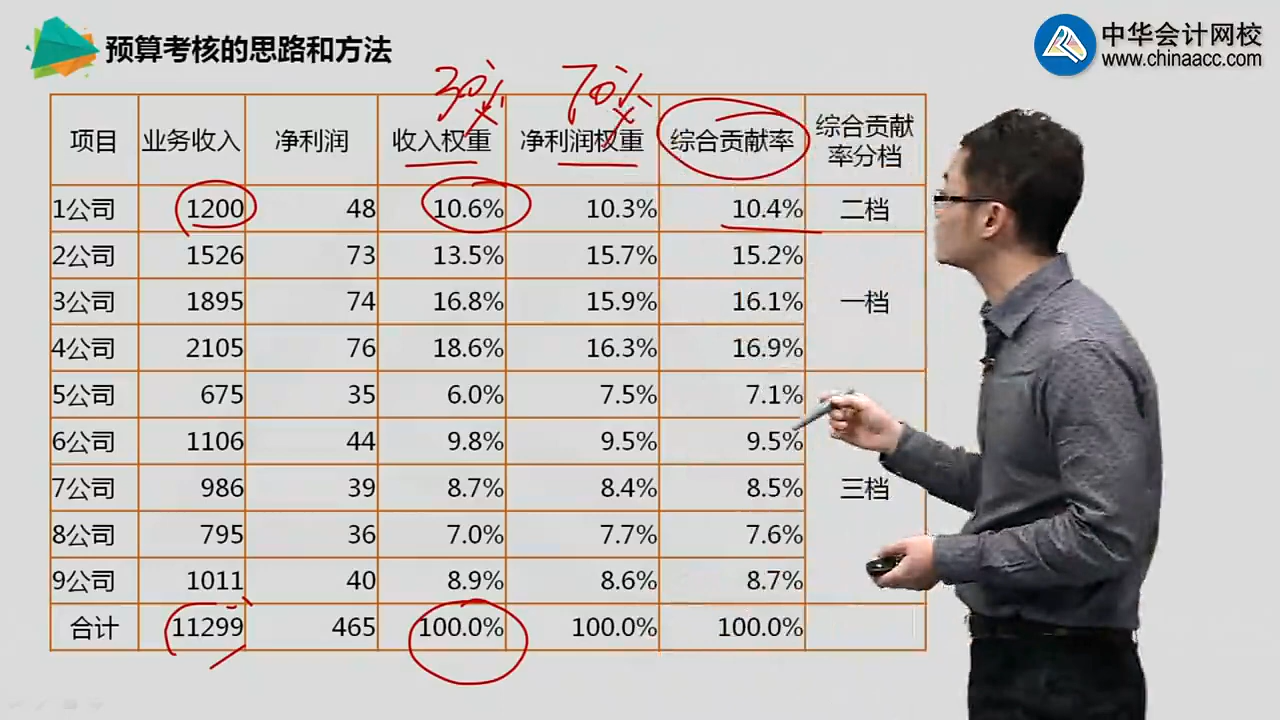 预算考核的思路和方法
中华会计网校
www.chinaacc.com
30% 70%
项目 业务收入 净利润 收入权重 净利润权重 综合贡献率 综合贡献率分档
1公司 1200 48 10.6% 10.3% 10.4% 二档
2公司 1526 73 13.5% 15.7% 15.2%
3公司 1895 74 16.8% 15.9% 16.1% 一档
4公司 2105 76 18.6% 16.3% 16.9%
5公司 675 35 6.0% 7.5% 7.1%
6公司 1106 44 9.8% 9.5% 9.5%
7公司 986 39 8.7% 8.4% 8.5% 三档
8公司 795 36 7.0% 7.7% 7.6%
9公司 1011 40 8.9% 8.6% 8.7%
合计 11299 465 100.0% 100.0% 100.0%